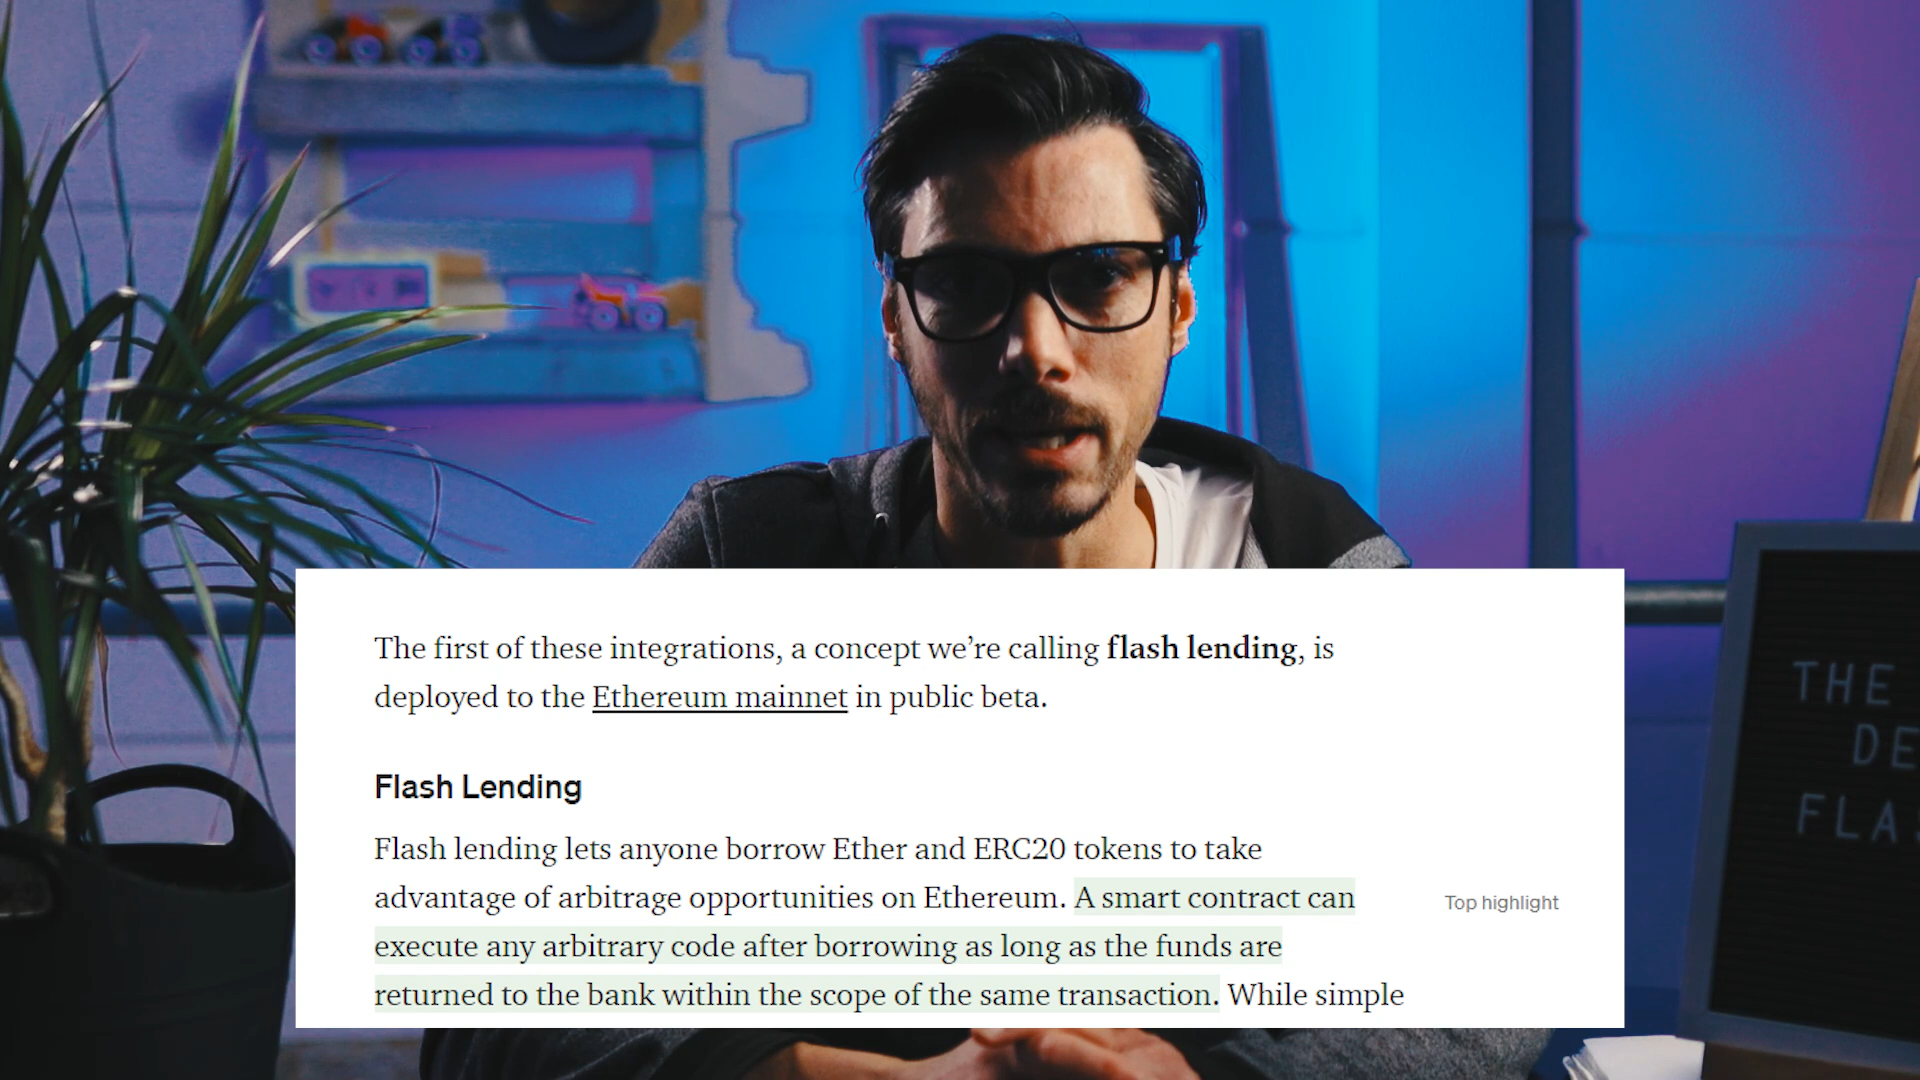 The first of these integrations, a concept we’re calling flash lending, is
deployed to the Ethereum mainnet in public beta.
Flash Lending
Flash lending lets anyone borrow Ether and ERC20 tokens to take
advantage of arbitrage opportunities on Ethereum. A smart contract can
Top highlight
execute any arbitrary code after borrowing as long as the funds are
returned to the bank within the scope of the same transaction. While simple
THE
DE
FLA